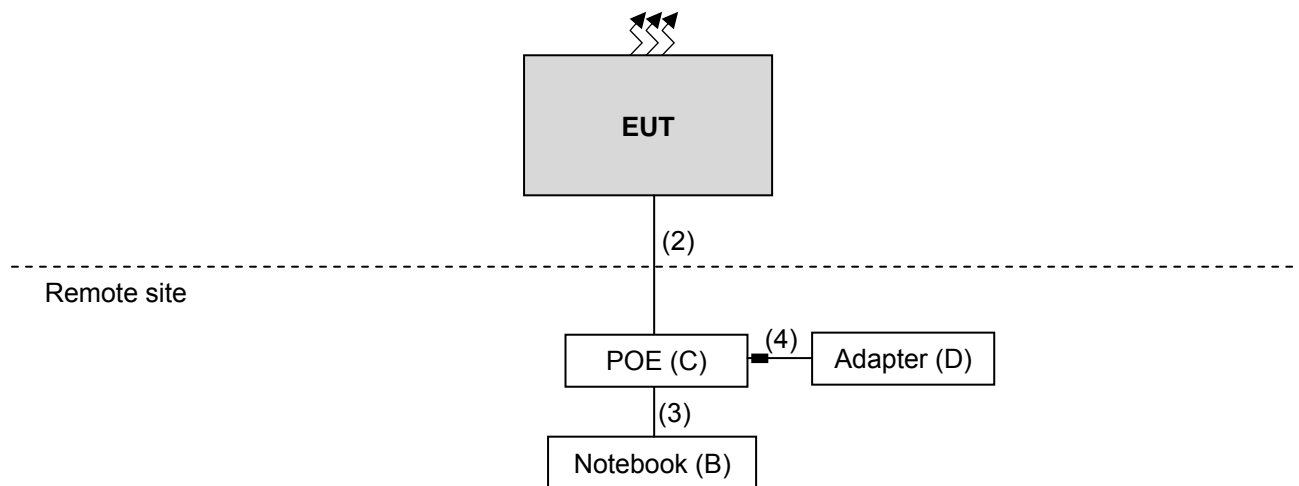 EUT
(2)
Remote site
(4)
POE (C)
Adapter (D)
(3)
Notebook (B)